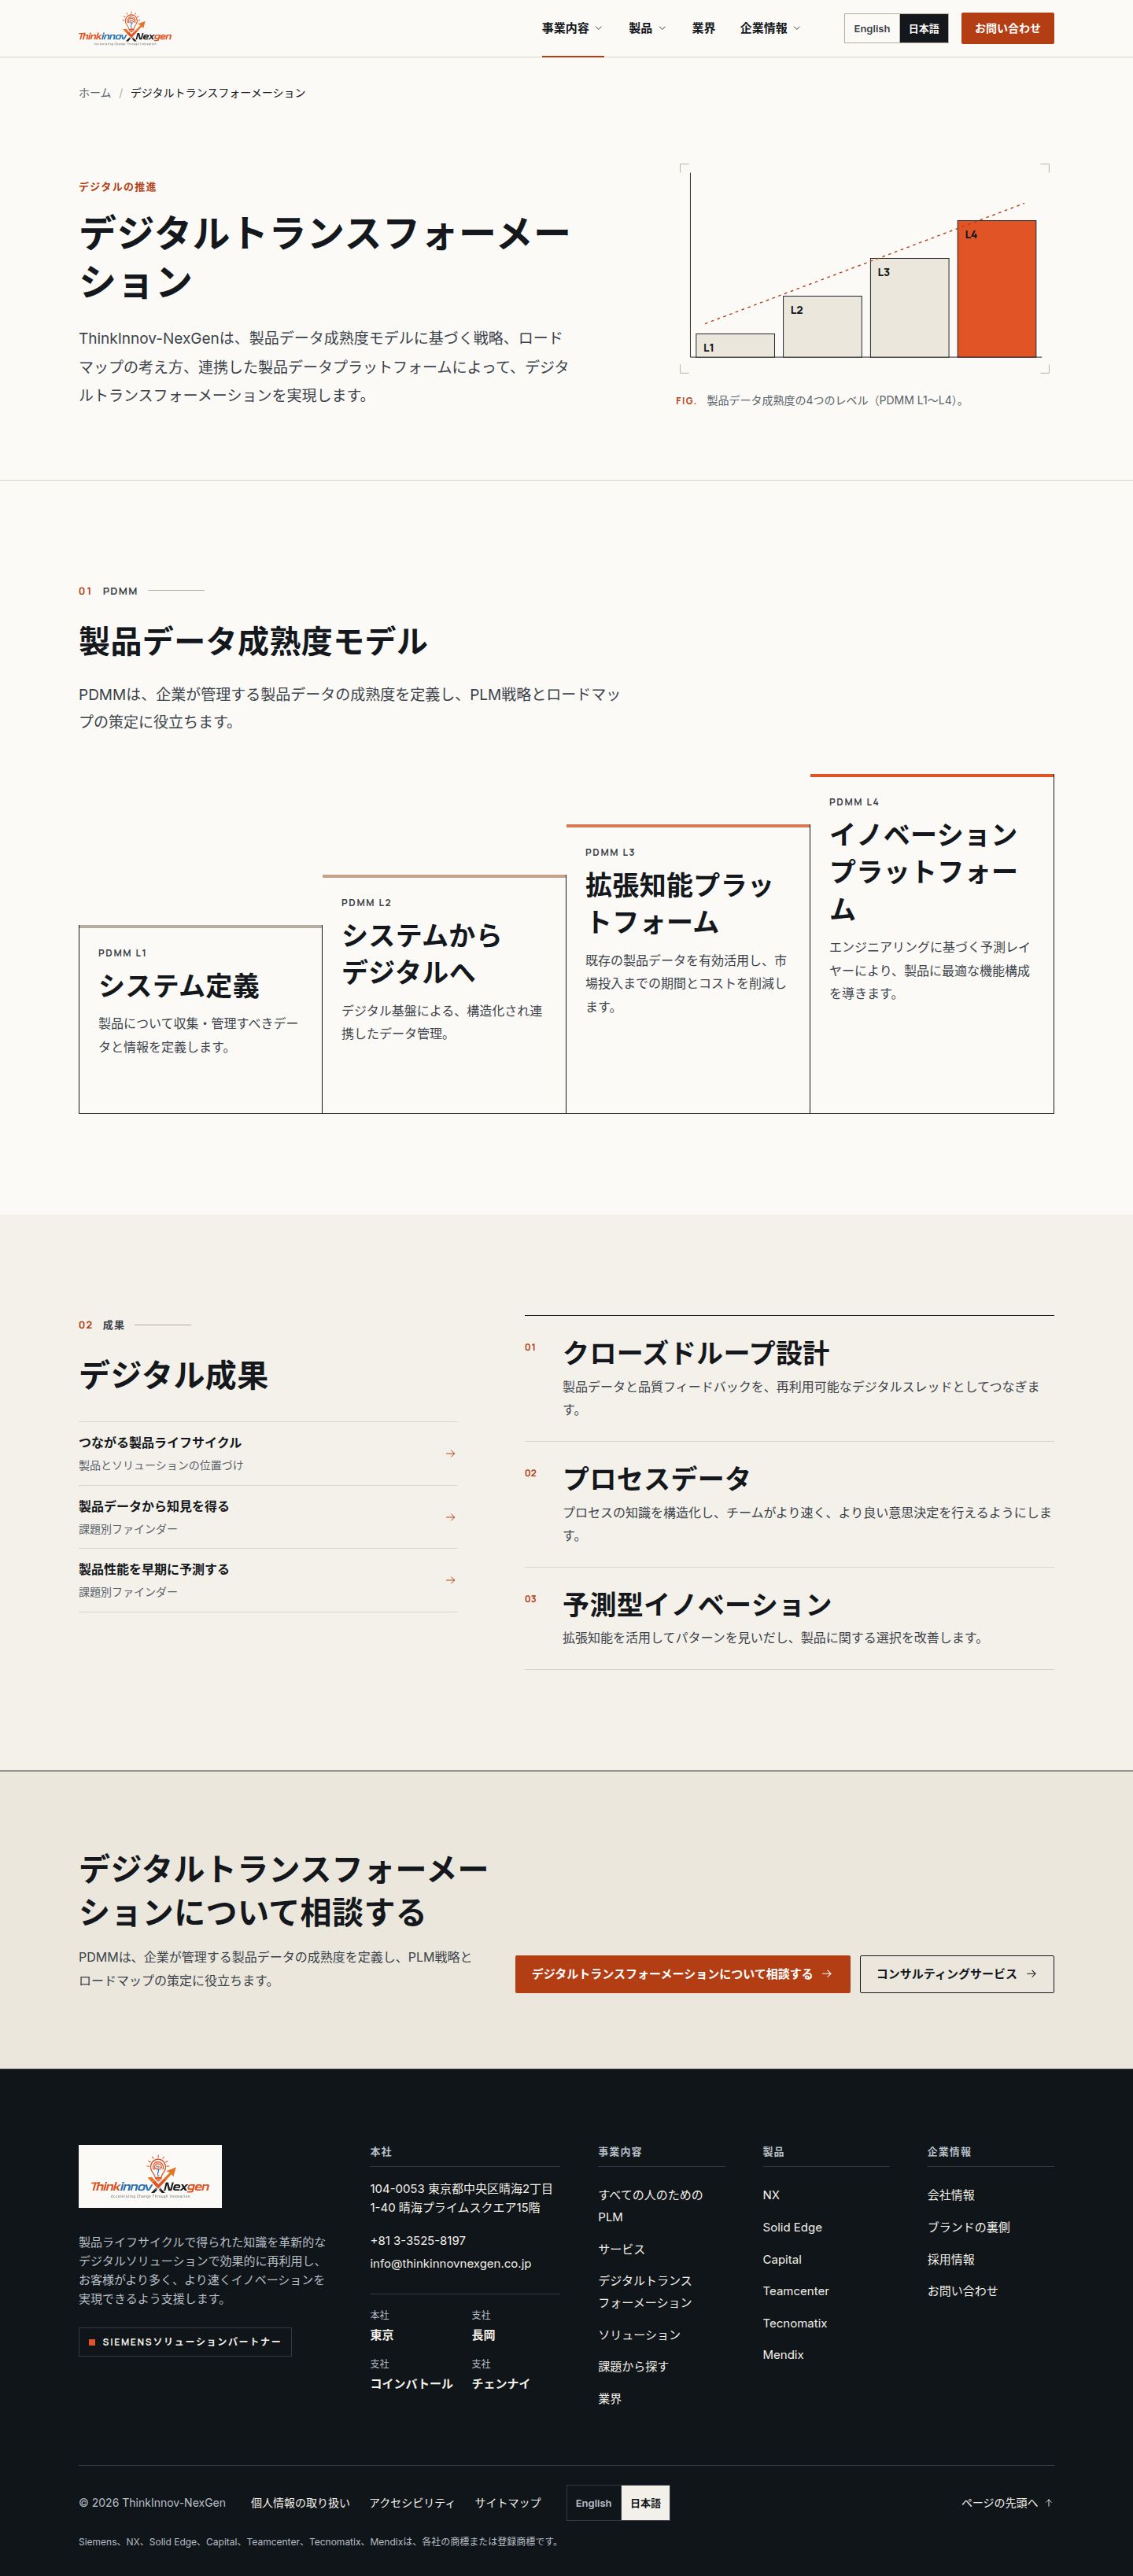 ThinkinnovXNexgen
Accelerating Change Through Innovation
事業内容
製品
業界
企業情報
English
日本語
お問い合わせ
ホーム / デジタルトランスフォーメーション
デジタルの推進
デジタルトランスフォーメー
ション
ThinkInnov-NexGenは、製品データ成熟度モデルに基づく戦略、ロード
マップの考え方、連携した製品データプラットフォームによって、デジタ
ルトランスフォーメーションを実現します。
L1
L2
L3
L4
FIG. 製品データ成熟度の4つのレベル（PDMM L1〜L4）。
01 PDMM
製品データ成熟度モデル
PDMMは、企業が管理する製品データの成熟度を定義し、PLM戦略とロードマッ
プの策定に役立ちます。
PDMM L1
システム定義
製品について収集・管理すべきデー
タと情報を定義します。
PDMM L2
システムから
デジタルへ
デジタル基盤による、構造化され連
携したデータ管理。
PDMM L3
拡張知能プラッ
トフォーム
既存の製品データを有効活用し、市
場投入までの期間とコストを削減し
ます。
PDMM L4
イノベーション
プラットフォー
ム
エンジニアリングに基づく予測レイ
ヤーにより、製品に最適な機能構成
を導きます。
02 成果
デジタル成果
つながる製品ライフサイクル
製品とソリューションの位置づけ
→
製品データから知見を得る
課題別ファインダー
→
製品性能を早期に予測する
課題別ファインダー
→
01
クローズドループ設計
製品データと品質フィードバックを、再利用可能なデジタルスレッドとしてつなぎま
す。
02
プロセスデータ
プロセスの知識を構造化し、チームがより速く、より良い意思決定を行えるようにしま
す。
03
予測型イノベーション
拡張知能を活用してパターンを見いだし、製品に関する選択を改善します。
デジタルトランスフォーメー
ションについて相談する
PDMMは、企業が管理する製品データの成熟度を定義し、PLM戦略と
ロードマップの策定に役立ちます。
デジタルトランスフォーメーションについて相談する →
コンサルティングサービス →
ThinkinnovXNexgen
Accelerating Change Through Innovation
製品ライフサイクルで得られた知識を革新的な
デジタルソリューションで効果的に再利用し、
お客様がより多く、より速くイノベーションを
実現できるよう支援します。
SIEMENSソリューションパートナー
本社
104-0053 東京都中央区晴海2丁目
1-40 晴海プライムスクエア15階
+81 3-3525-8197
info@thinkinnovnexgen.co.jp
本社
東京
支社
長岡
支社
コインバトール
支社
チェンナイ
事業内容
すべての人のための
PLM
サービス
デジタルトランス
フォーメーション
ソリューション
課題から探す
業界
製品
NX
Solid Edge
Capital
Teamcenter
Tecnomatix
Mendix
企業情報
会社情報
ブランドの裏側
採用情報
お問い合わせ
© 2026 ThinkInnov-NexGen
個人情報の取り扱い
アクセシビリティ
サイトマップ
English
日本語
ページの先頭へ ↑
Siemens、NX、Solid Edge、Capital、Teamcenter、Tecnomatix、Mendixは、各社の商標または登録商標です。